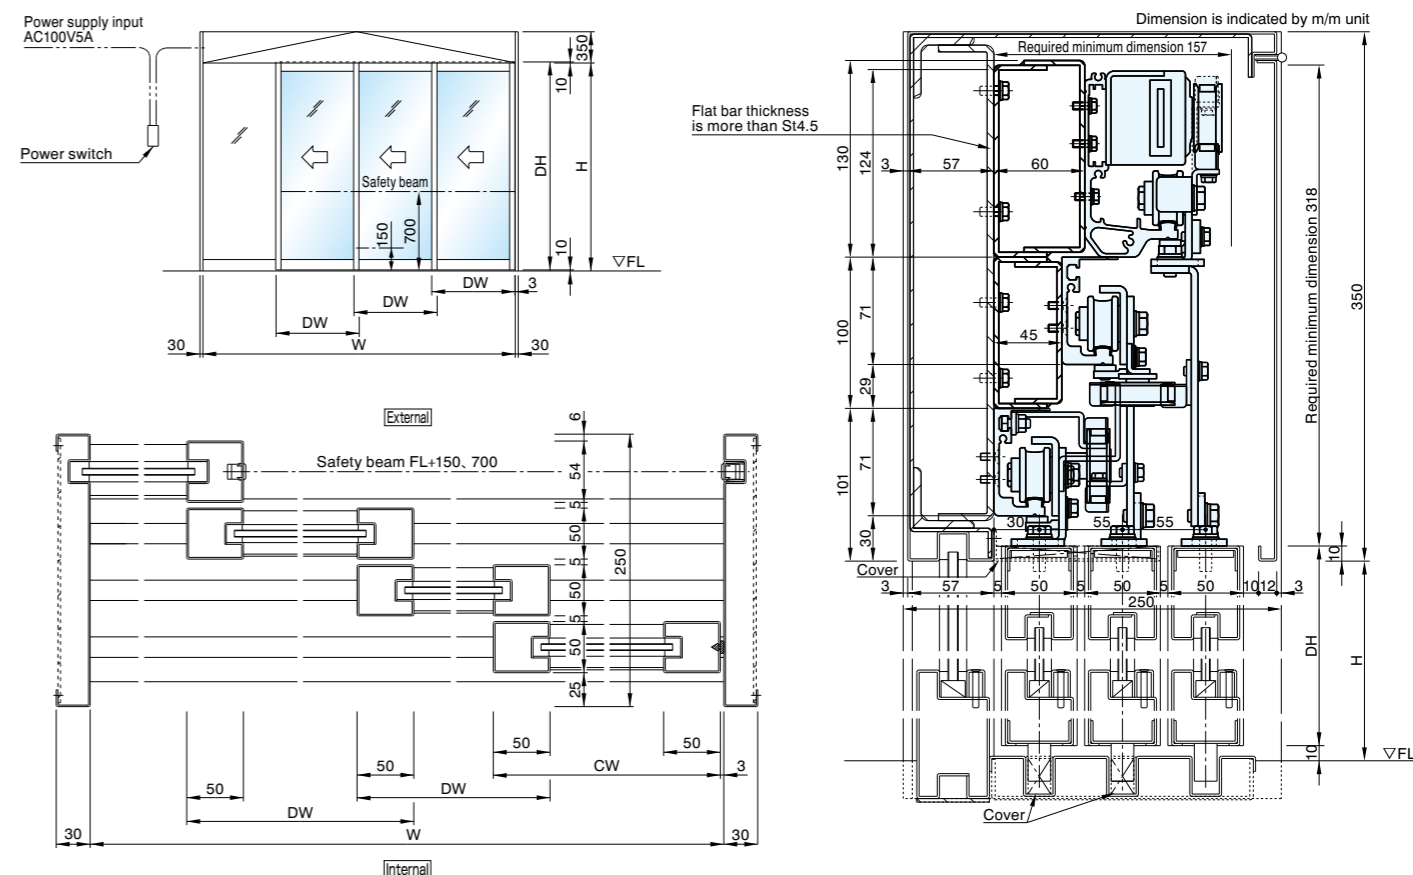 Power supply input
AC100V5A
Power switch
Safety beam
150
700
350
10
DH
H
10
▽FL
DW
3
DW
DW
30
W
30
External
Safety beam FL+150、700
6
54
5
50
5
50
5
50
25
250
50
50
50
CW
50
DW
3
DW
30
W
30
Internal
Dimension is indicated by m/m unit
Required minimum dimension 157
Flat bar thickness
is more than St4.5
130
124
3
57
60
Required minimum dimension 318
350
100
71
29
45
101
71
30
30
55
55
Cover
10
3
57
5
50
5
50
5
50
10
12
3
250
DH
H
10
▽FL
Cover